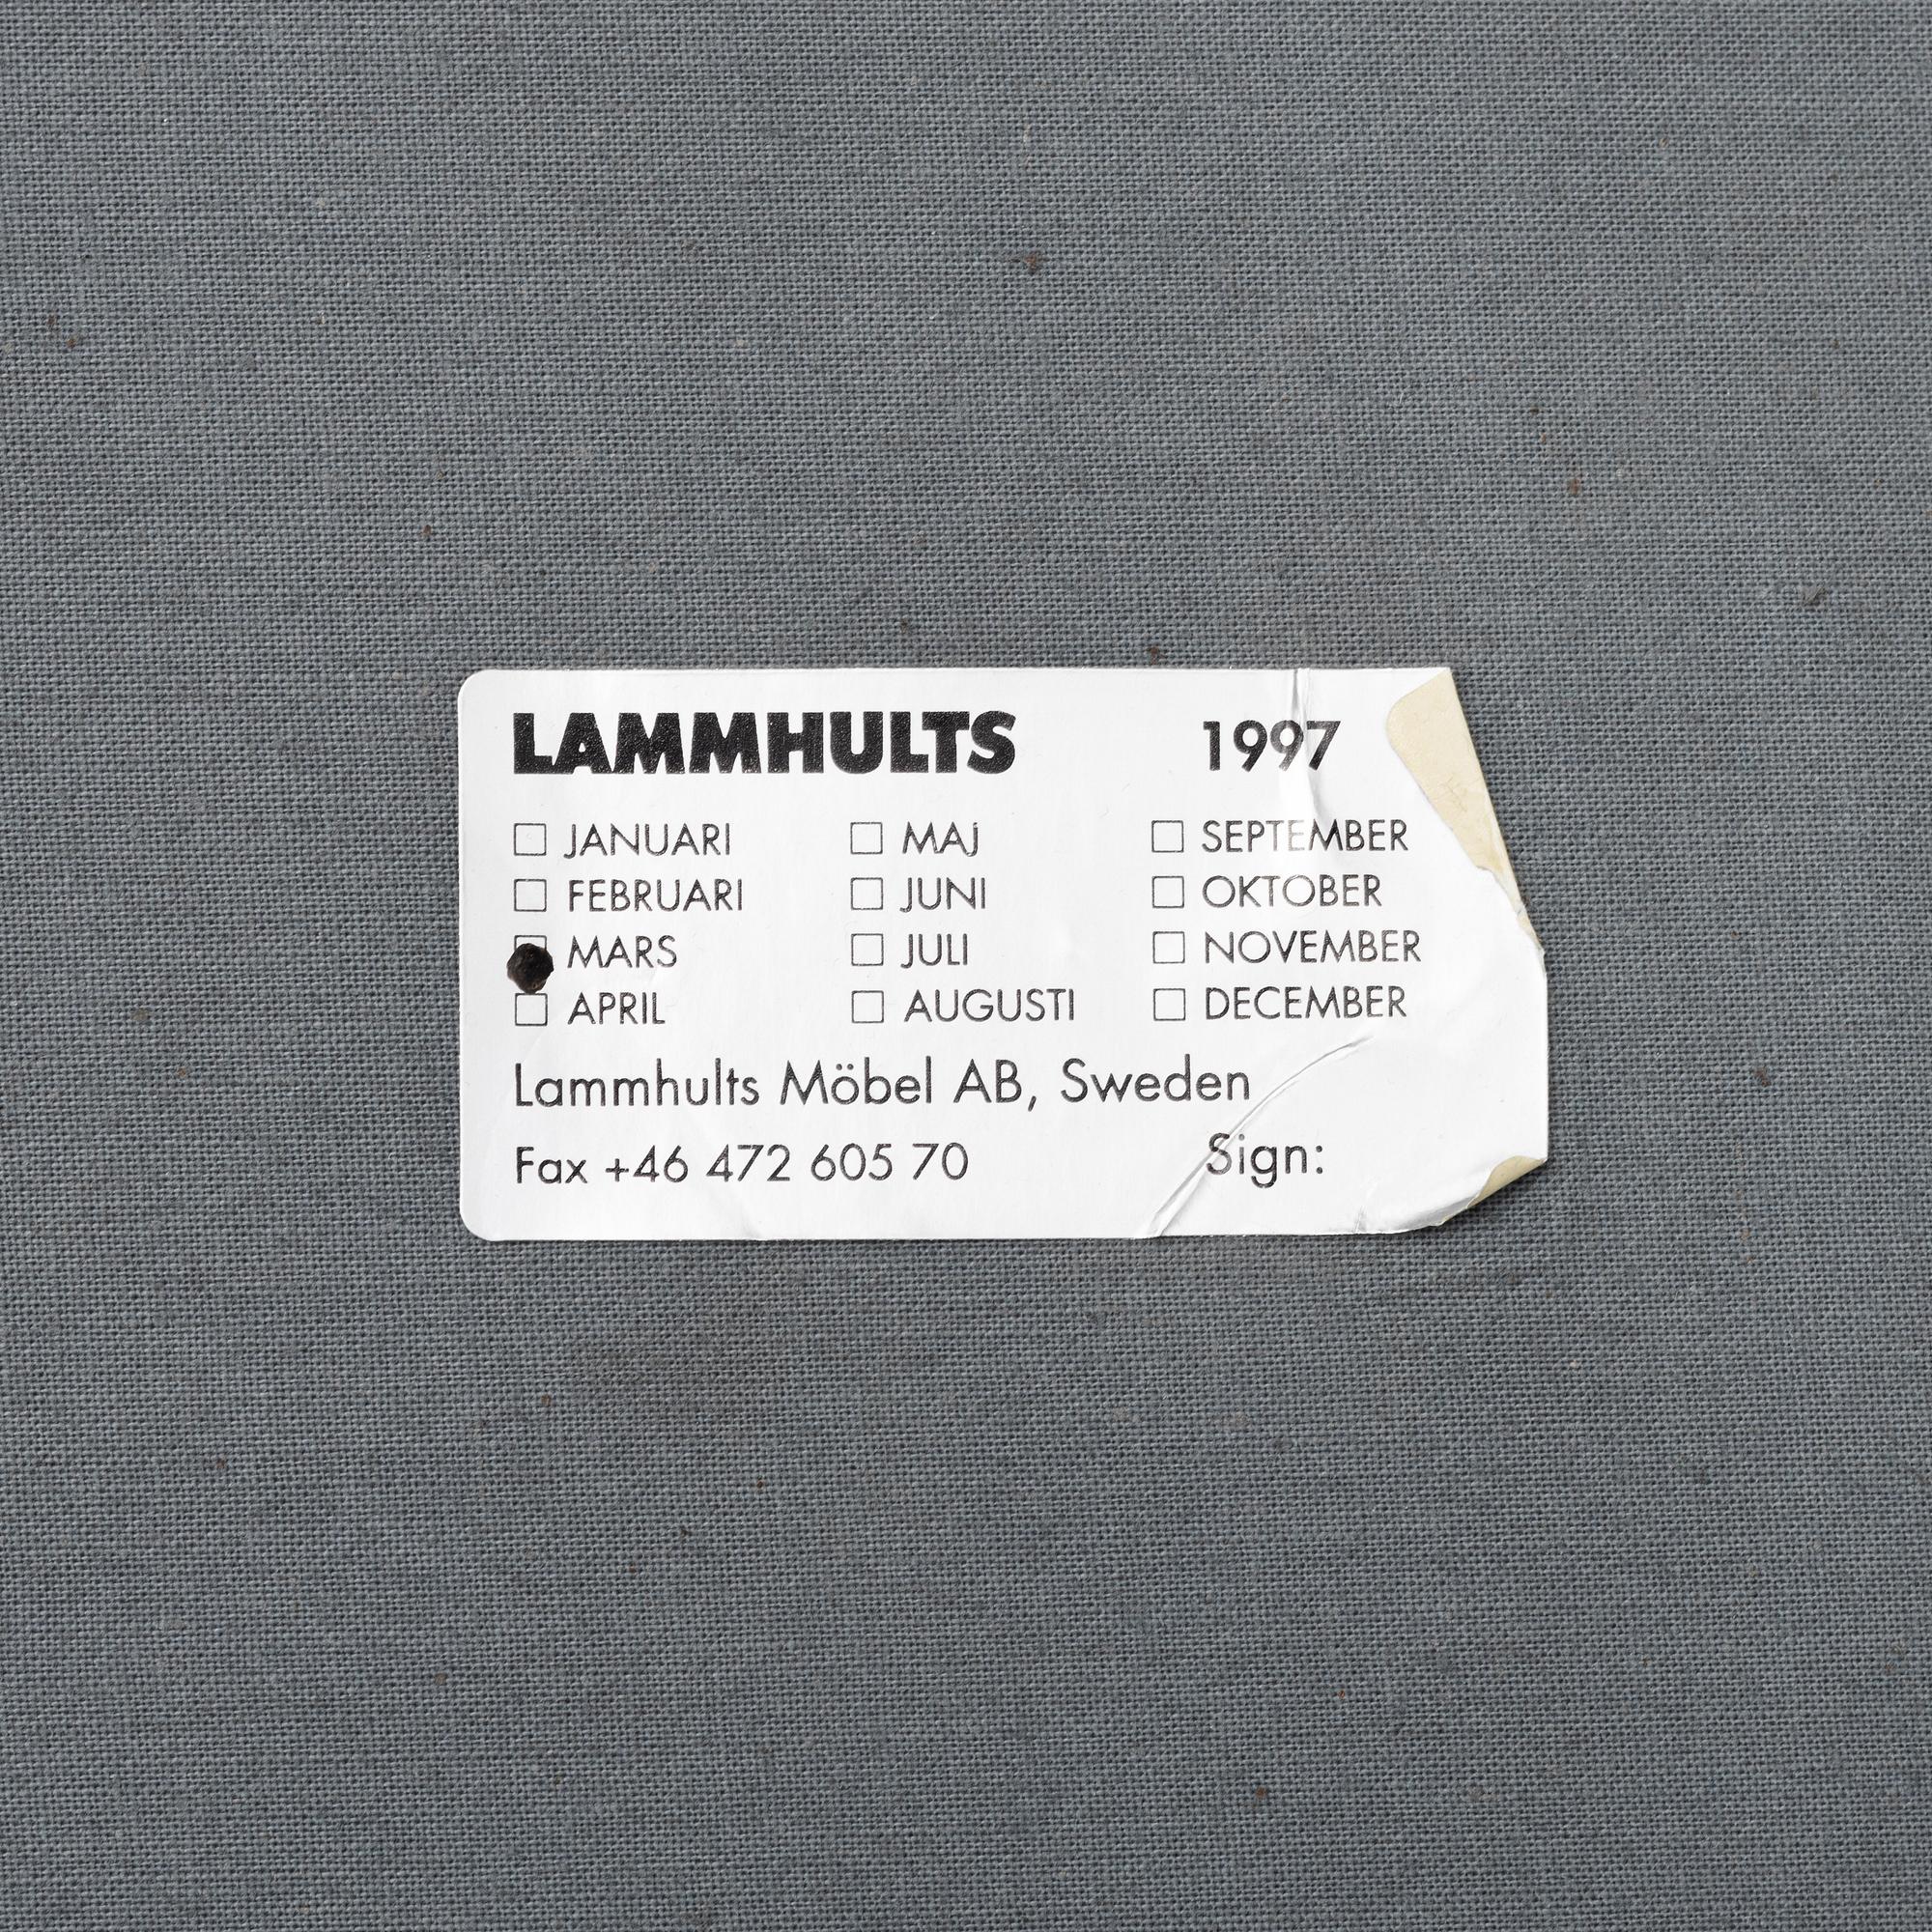 LAMMHULTS 1997
☐ JANUARI ☐ MAJ ☐ SEPTEMBER
☐ FEBRUARI ☐ JUNI ☐ OKTOBER
☐ MARS ☐ JULI ☐ NOVEMBER
☐ APRIL ☐ AUGUSTI ☐ DECEMBER
Lammhults Möbel AB, Sweden
Fax +46 472 605 70 Sign: